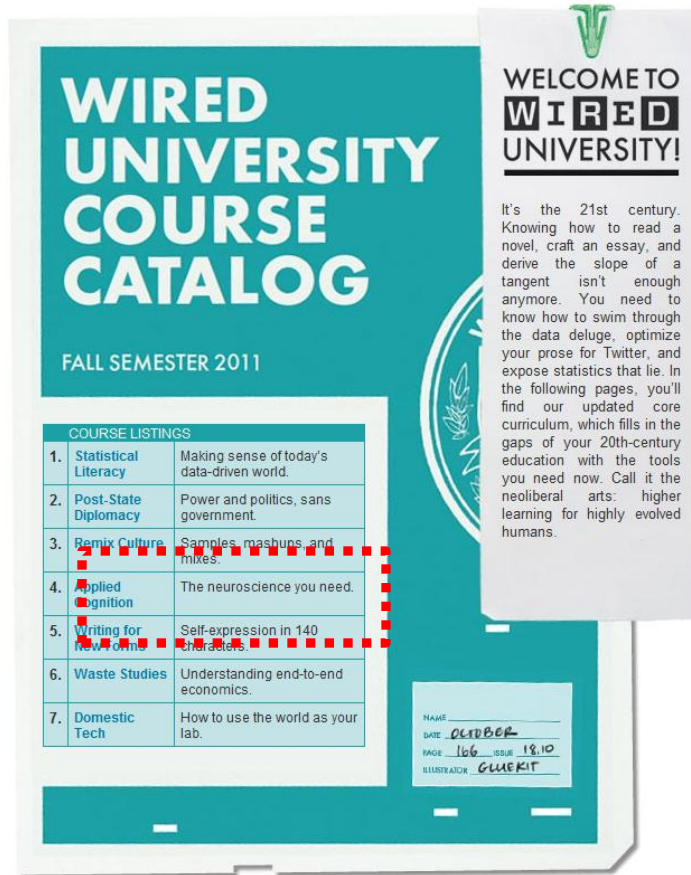 WIRED
UNIVERSITY
COURSE
CATALOG
FALL SEMESTER 2011
COURSE LISTINGS
1. Statistical Making sense of today's
Literacy data-driven world.
2. Post-State Power and politics, sans
Diplomacy government.
3. Remix Culture Samples, mashups, and
mixes.
4. Applied The neuroscience you need.
Cognition
5. Writing for Self-expression in 140
New Forms characters.
6. Waste Studies Understanding end-to-end
economics.
7. Domestic How to use the world as your
Tech lab.
WELCOME TO
WIRED
UNIVERSITY!
It's the 21st century.
Knowing how to read a
novel, craft an essay, and
derive the slope of a
tangent isn't enough
anymore. You need to
know how to swim through
the data deluge, optimize
your prose for Twitter, and
expose statistics that lie. In
the following pages, you'll
find our updated core
curriculum, which fills in the
gaps of your 20th-century
education with the tools
you need now. Call it the
neoliberal arts: higher
learning for highly evolved
humans.
NAME
DATE OCTOBER
PAGE 166 ISSUE 18.10
ILLUSTRATOR GLUEKIT